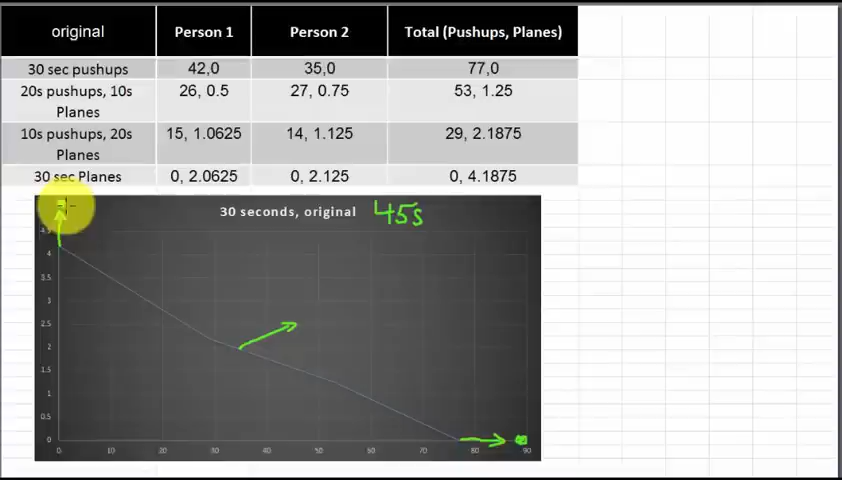 original Person 1 Person 2 Total (Pushups, Planes)
30 sec pushups 42,0 35,0 77,0
20s pushups, 10s 26, 0.5 27, 0.75 53, 1.25
Planes
10s pushups, 20s 15, 1.0625 14, 1.125 29, 2.1875
Planes
30 sec Planes 0, 2.0625 0, 2.125 0, 4.1875
30 seconds, original 45s
4.5
4
3.5
3
2.5
2
1.5
1
0.5
0
0 10 20 30 40 50 60 70 80 90